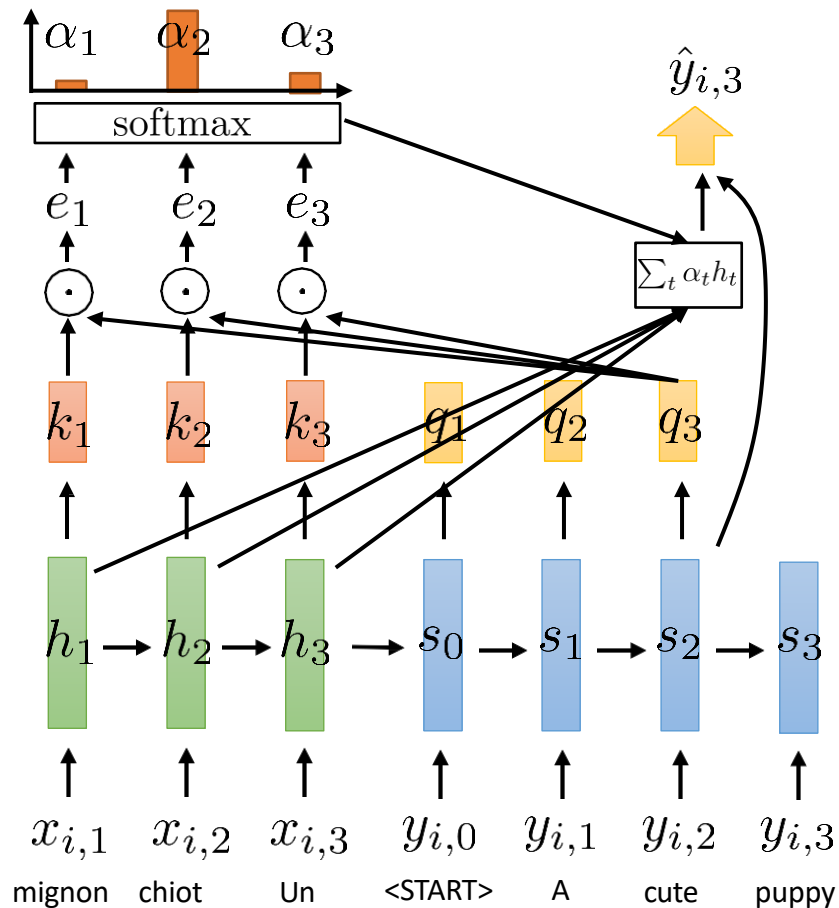 α₁ α₂ α₃
ŷᵢ,₃
softmax
e₁ e₂ e₃
∑ₜ αₜhₜ
k₁ k₂ k₃ q₁ q₂ q₃
h₁ h₂ h₃ s₀ s₁ s₂ s₃
xᵢ,₁ xᵢ,₂ xᵢ,₃ yᵢ,₀ yᵢ,₁ yᵢ,₂ yᵢ,₃
mignon chiot Un <START> A cute puppy